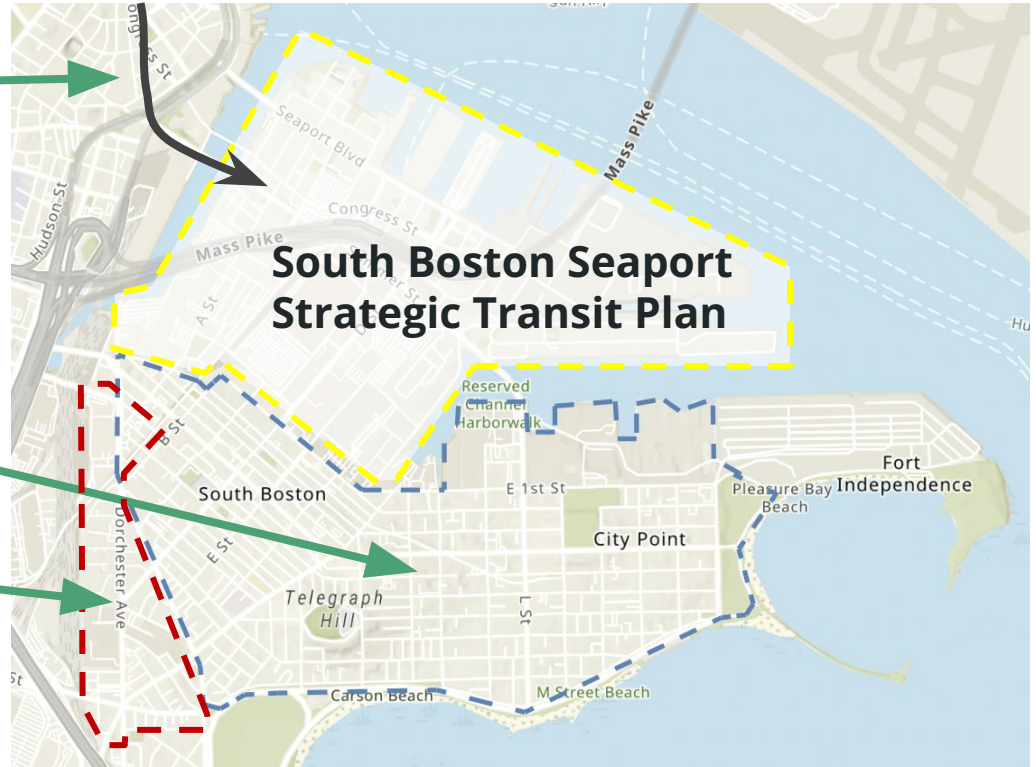 Congress St
Seaport Blvd
Mass Pike
Hudson St
Congress St
Mass Pike
South Boston Seaport
Strategic Transit Plan
A St
Reserved
Channel
Harborwalk
B St
Fort
Independence
South Boston
E 1st St
Pleasure Bay
Beach
Dorchester Ave
City Point
E St
Telegraph
Hill
L St
St
Carson Beach
M Street Beach